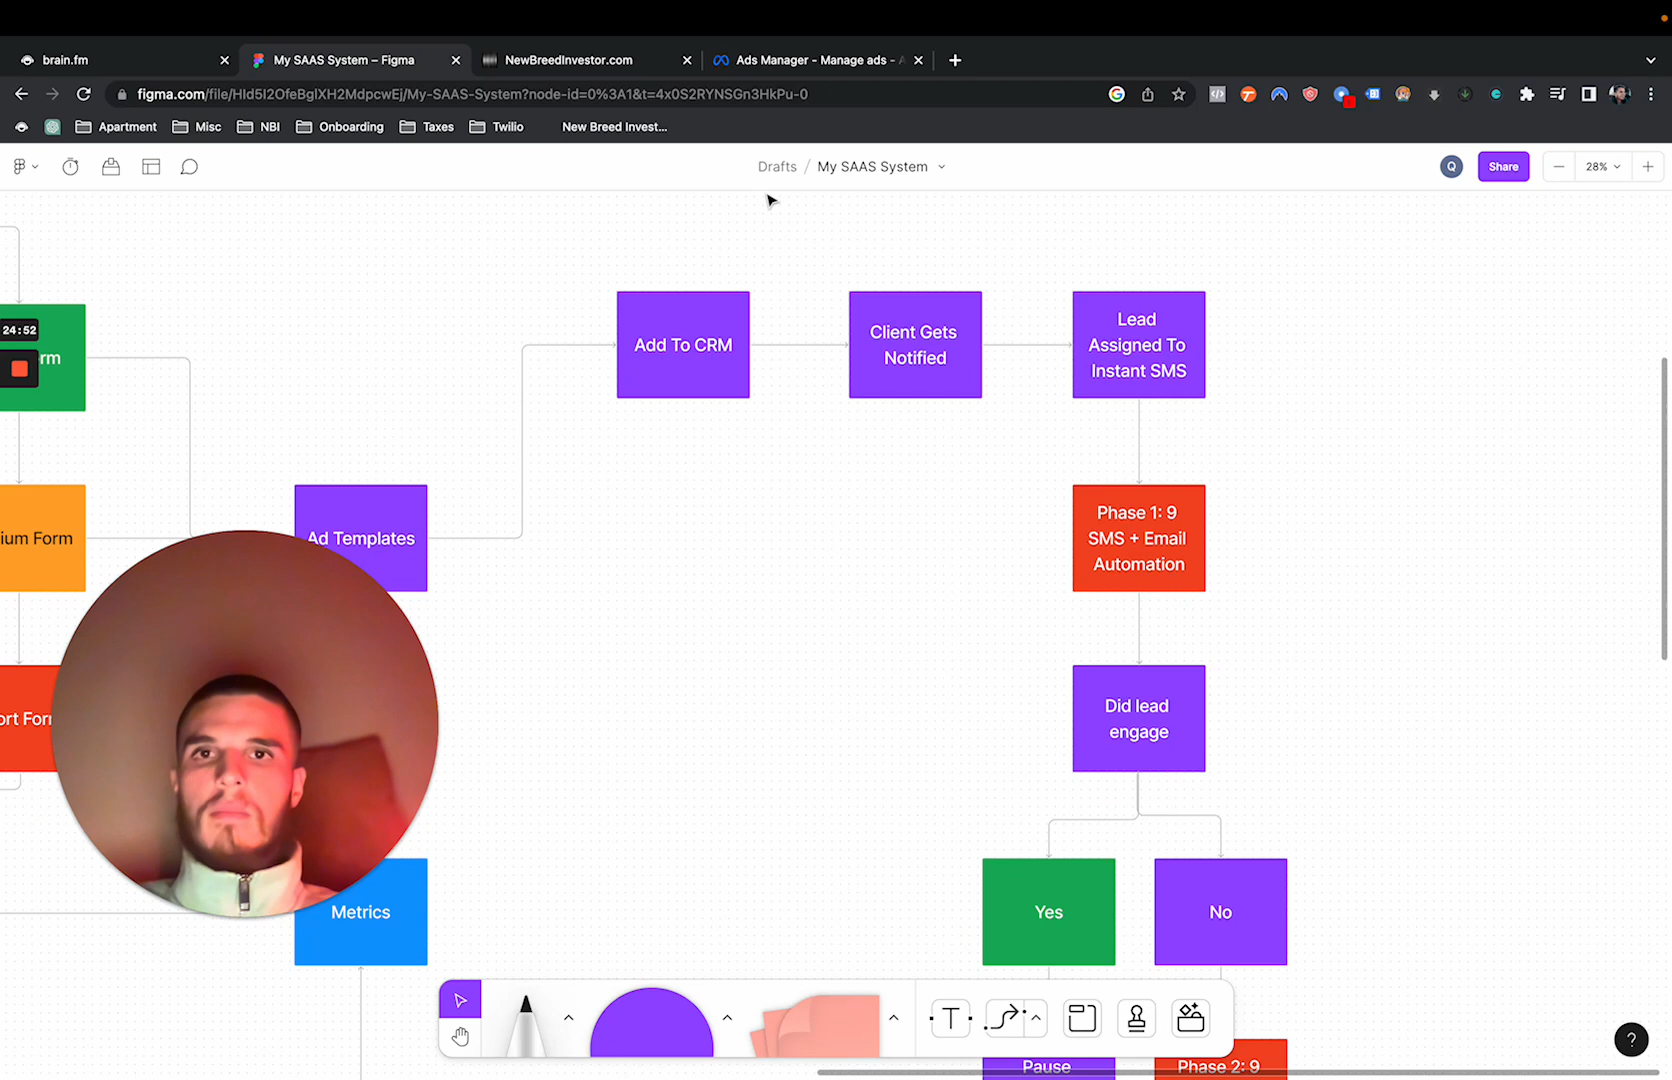 brain.fm
My SAAS System – Figma
NewBreedInvestor.com
Ads Manager - Manage ads - A
figma.com/file/HId5I2OfeBglXH2MdpcwEj/My-SAAS-System?node-id=0%3A1&t=4x0S2RYNSGn3HkPu-0
Apartment
Misc
NBI
Onboarding
Taxes
Twilio
New Breed Invest...
Drafts / My SAAS System
Q
Share
28%
24:52
rm
Add To CRM
Client Gets
Notified
Lead
Assigned To
Instant SMS
ium Form
Ad Templates
Phase 1: 9
SMS + Email
Automation
ort For
Did lead
engage
Metrics
Yes
No
T
?
Pause
Phase 2: 9